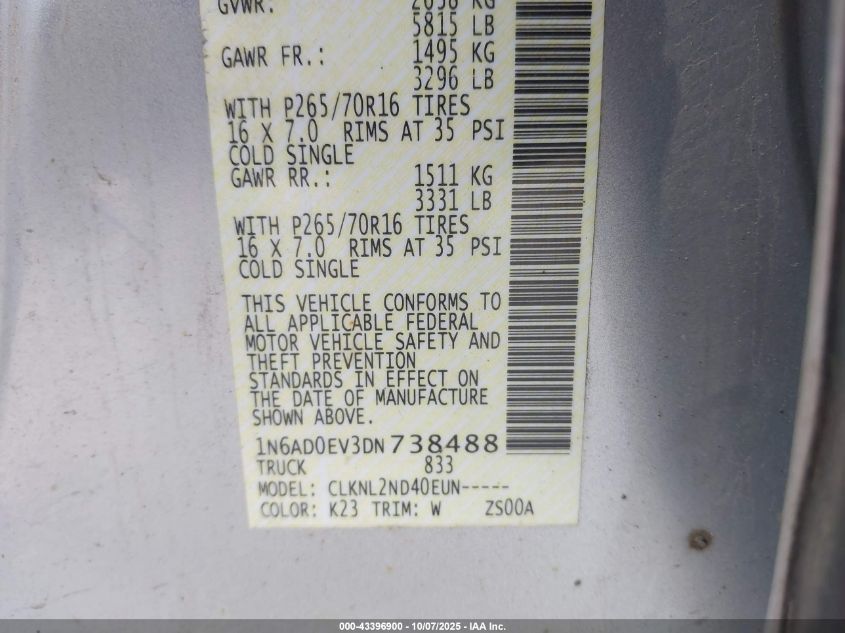 GVWR: 2638 KG
5815 LB
GAWR FR.: 1495 KG
3296 LB
WITH P265/70R16 TIRES
16 X 7.0 RIMS AT 35 PSI
COLD SINGLE
GAWR RR.: 1511 KG
3331 LB
WITH P265/70R16 TIRES
16 X 7.0 RIMS AT 35 PSI
COLD SINGLE
THIS VEHICLE CONFORMS TO
ALL APPLICABLE FEDERAL
MOTOR VEHICLE SAFETY AND
THEFT PREVENTION
STANDARDS IN EFFECT ON
THE DATE OF MANUFACTURE
SHOWN ABOVE.
1N6AD0EV3DN738488
TRUCK 833
MODEL: CLKNL2ND40EUN-----
COLOR: K23 TRIM: W ZS00A
000-43396900 - 10/07/2025 - IAA Inc.